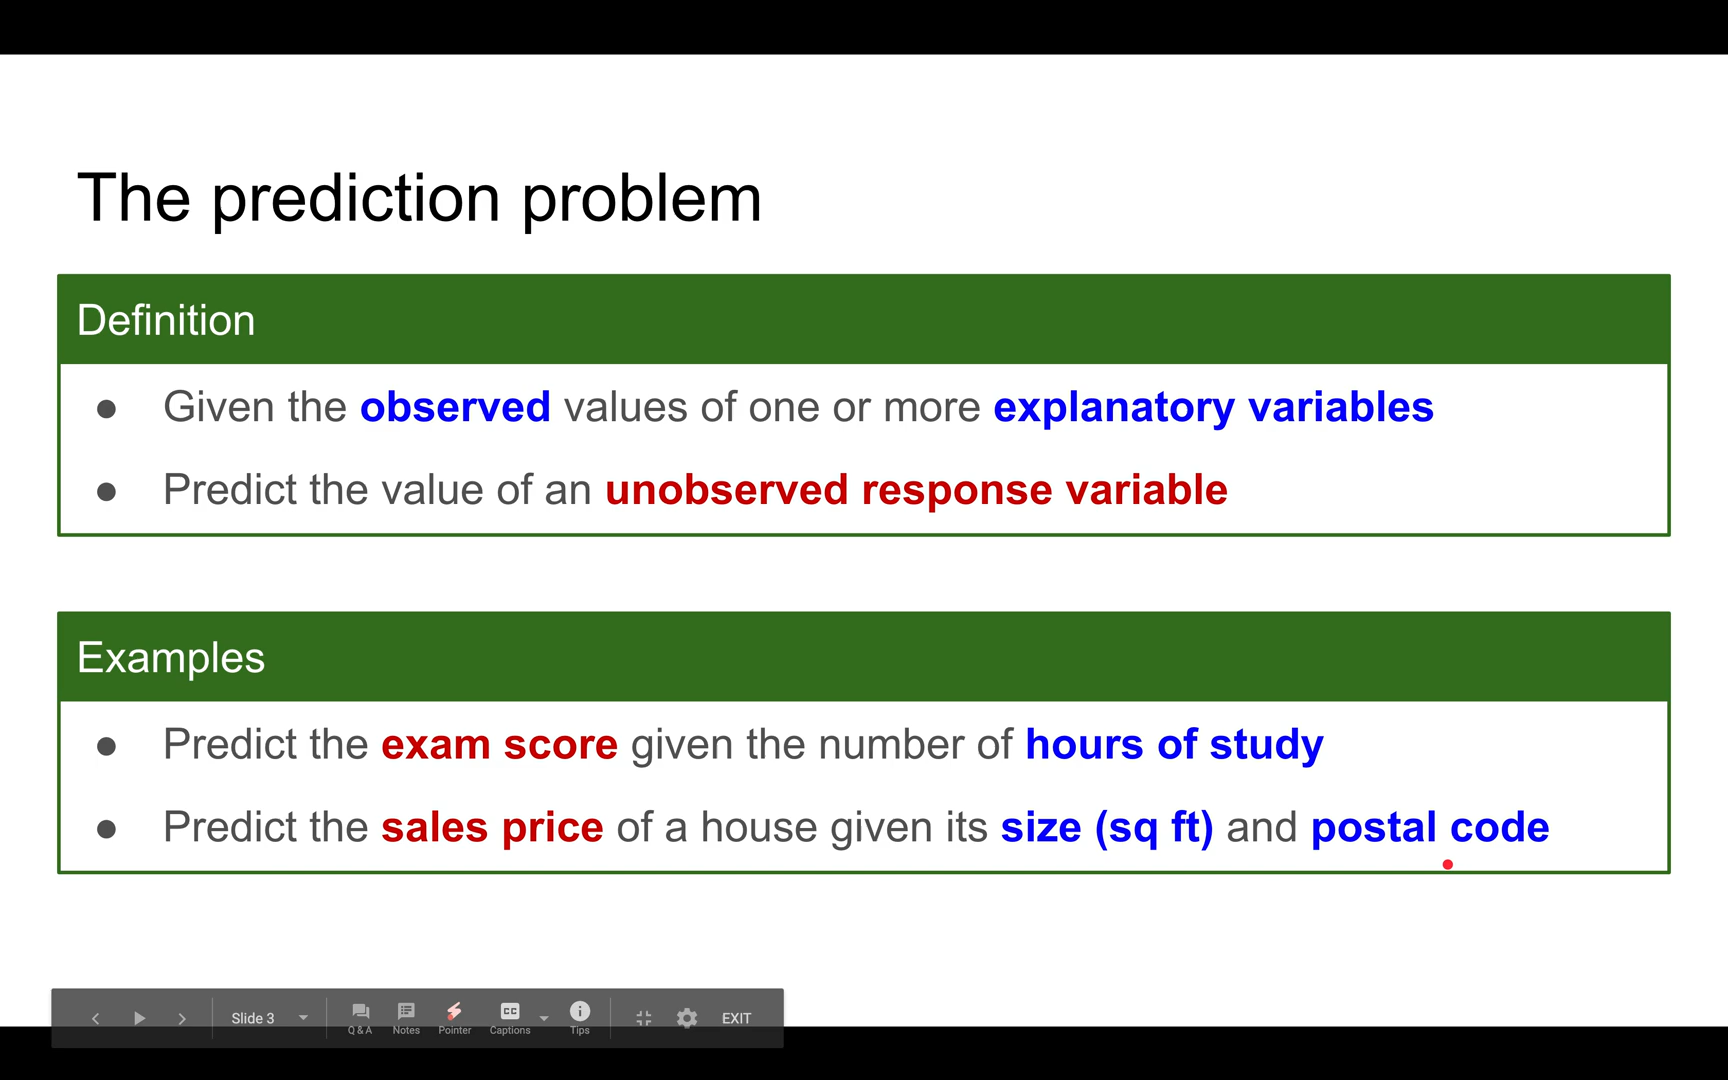 The prediction problem
Definition
● Given the observed values of one or more explanatory variables
● Predict the value of an unobserved response variable
Examples
● Predict the exam score given the number of hours of study
● Predict the sales price of a house given its size (sq ft) and postal code
Slide 3
Q & A
Notes
Pointer
CC
Captions
Tips
EXIT